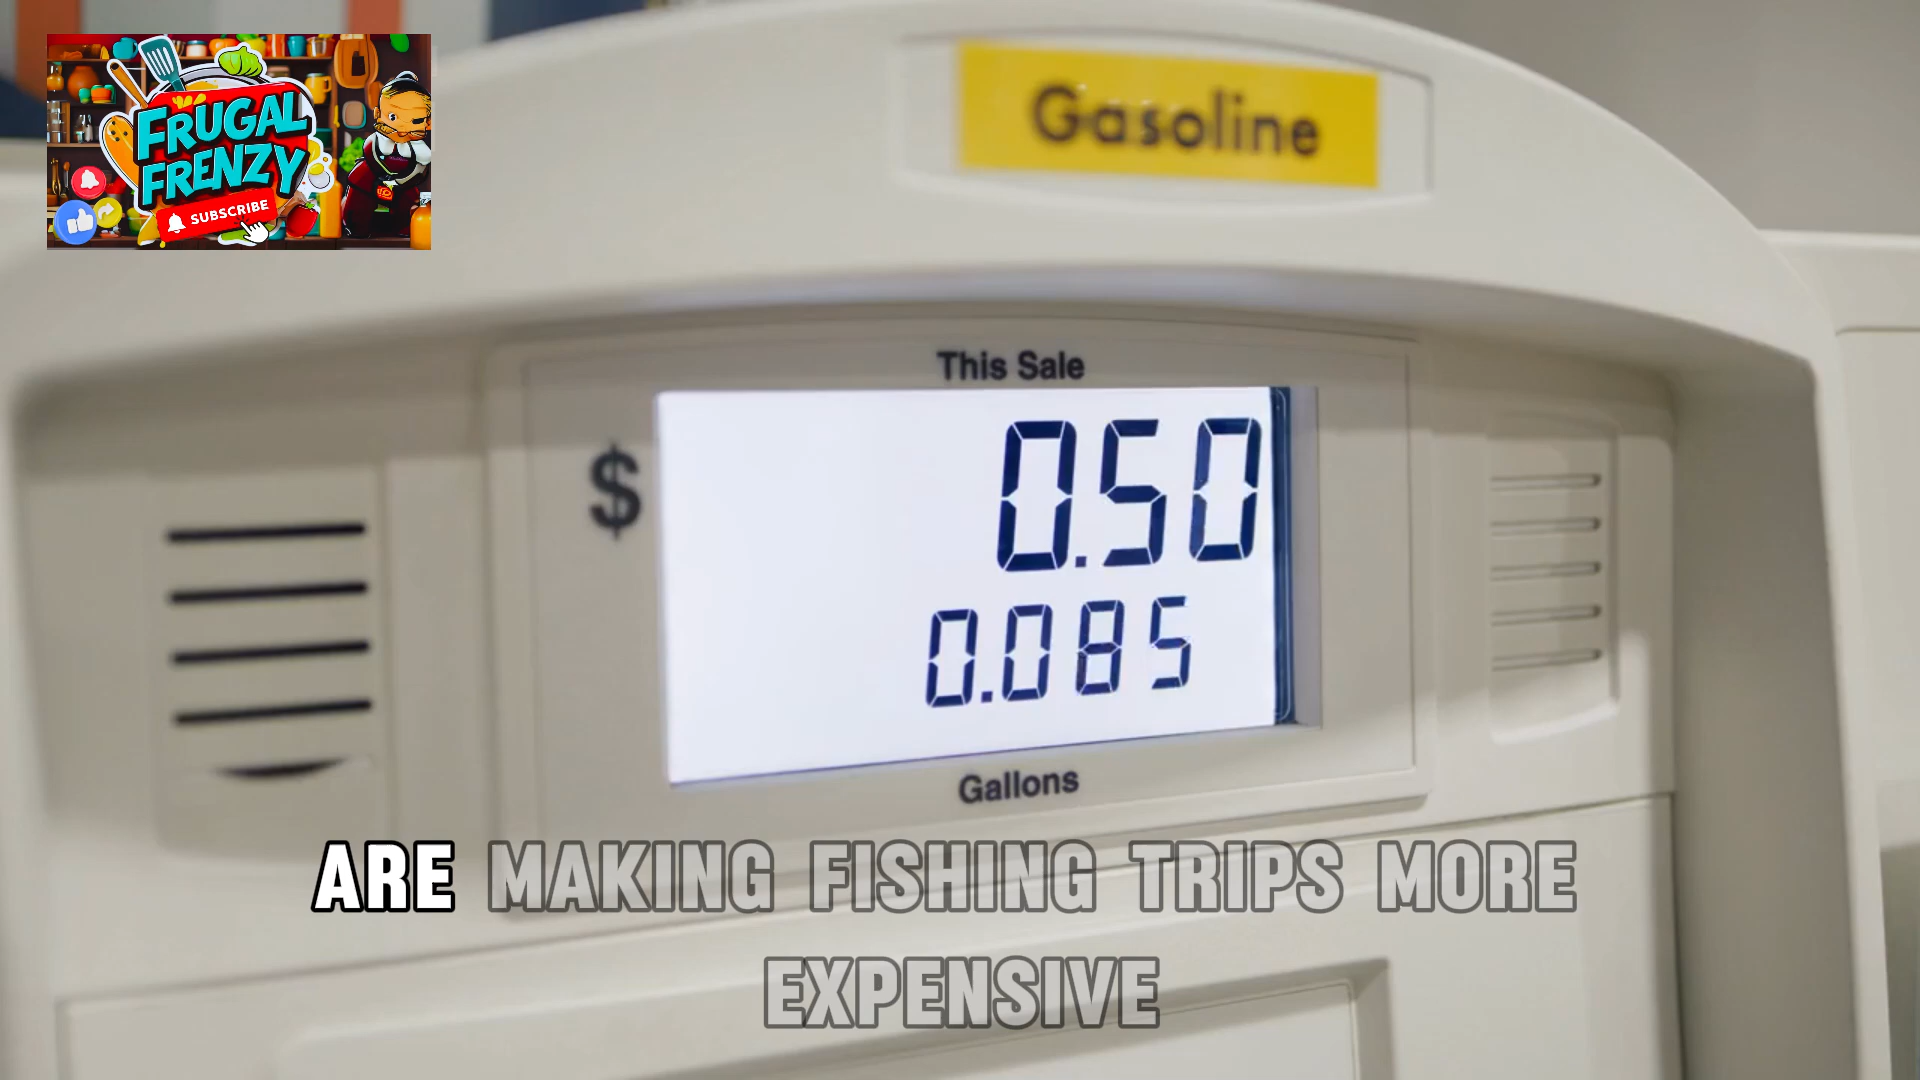 FRUGAL
FRENZY
SUBSCRIBE
Gasoline
This Sale
$ 0.50
0.085
Gallons
ARE MAKING FISHING TRIPS MORE
EXPENSIVE